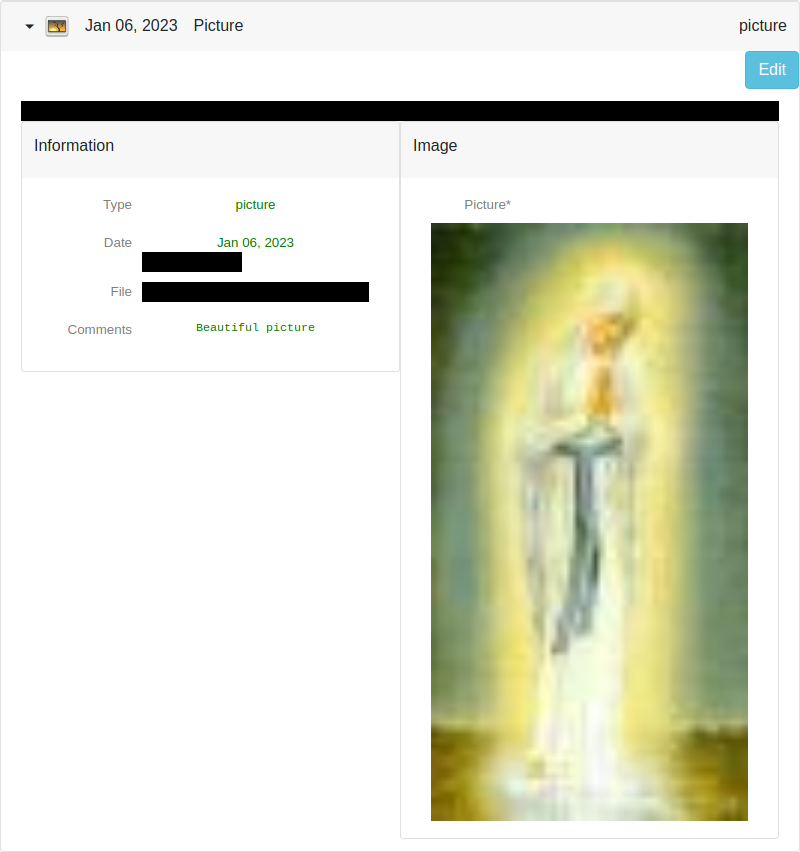 Jan 06, 2023 Picture picture
Edit
Information
Type picture
Date Jan 06, 2023
File
Comments Beautiful picture
Image
Picture*